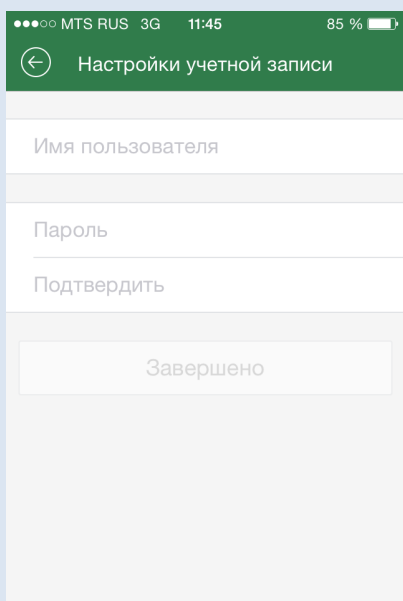 MTS RUS 3G 11:45 85 %
Настройки учетной записи
Имя пользователя
Пароль
Подтвердить
Завершено